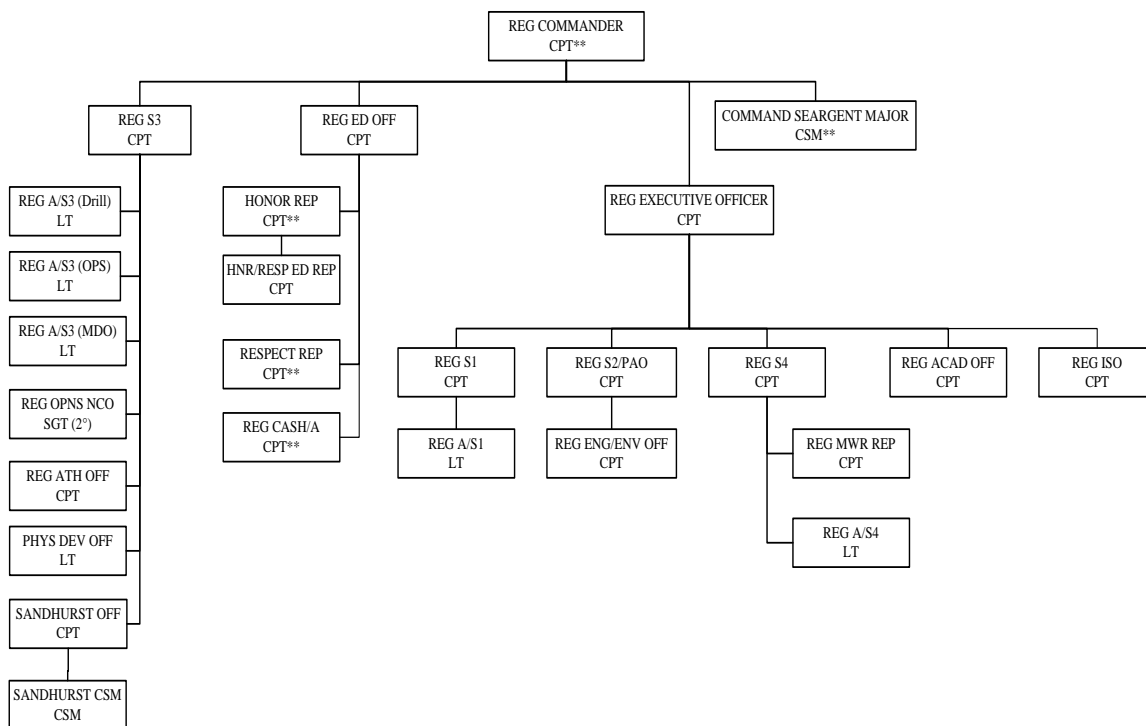 REG COMMANDER
CPT**
REG S3
CPT
REG ED OFF
CPT
COMMAND SEARGENT MAJOR
CSM**
REG A/S3 (Drill)
LT
REG A/S3 (OPS)
LT
REG A/S3 (MDO)
LT
REG OPNS NCO
SGT (2°)
REG ATH OFF
CPT
PHYS DEV OFF
LT
SANDHURST OFF
CPT
SANDHURST CSM
CSM
HONOR REP
CPT**
HNR/RESP ED REP
CPT
RESPECT REP
CPT**
REG CASH/A
CPT**
REG EXECUTIVE OFFICER
CPT
REG S1
CPT
REG A/S1
LT
REG S2/PAO
CPT
REG ENG/ENV OFF
CPT
REG S4
CPT
REG MWR REP
CPT
REG A/S4
LT
REG ACAD OFF
CPT
REG ISO
CPT